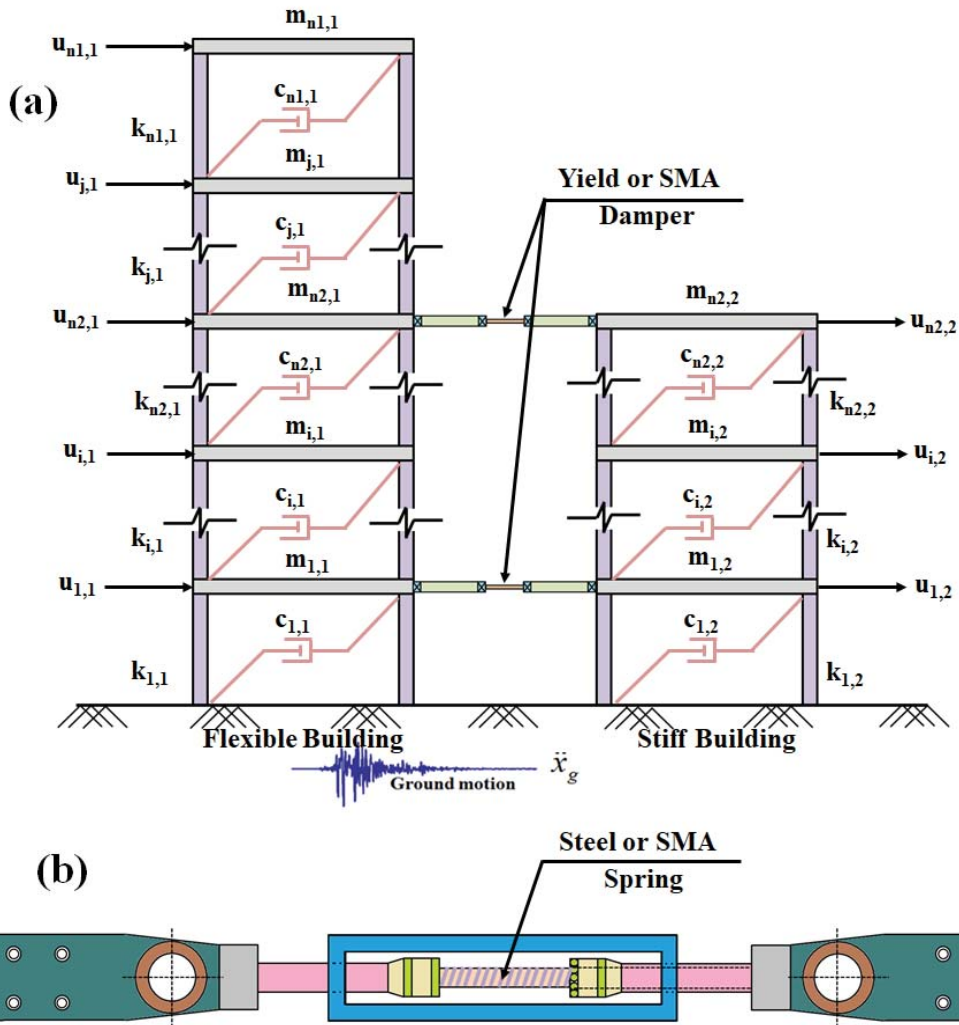 m_{n1,1}
u_{n1,1}
(a)
c_{n1,1}
k_{n1,1}
m_{j,1}
u_{j,1}
Yield or SMA
Damper
c_{j,1}
k_{j,1}
m_{n2,1}
m_{n2,2}
u_{n2,1}
u_{n2,2}
c_{n2,1}
c_{n2,2}
k_{n2,1}
k_{n2,2}
m_{i,1}
m_{i,2}
u_{i,1}
u_{i,2}
c_{i,1}
c_{i,2}
k_{i,1}
k_{i,2}
m_{1,1}
m_{1,2}
u_{1,1}
u_{1,2}
c_{1,1}
c_{1,2}
k_{1,1}
k_{1,2}
Flexible Building
Stiff Building
Ground motion
ẍ_g
(b)
Steel or SMA
Spring